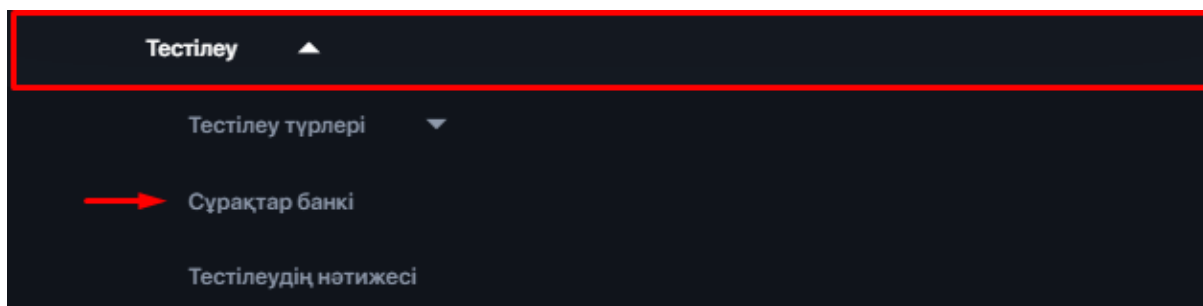 Тестілеу
Тестілеу түрлері
Сұрақтар банкі
Тестілеудің нәтижесі